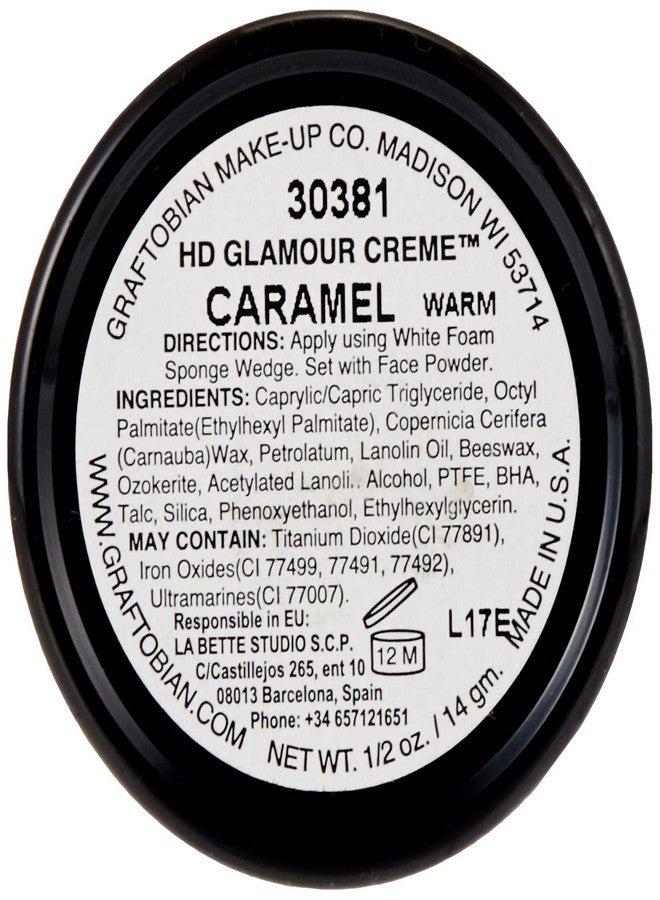 GRAFTOBIAN MAKE-UP CO. MADISON WI 53714
30381
HD GLAMOUR CREME™
CARAMEL WARM
DIRECTIONS: Apply using White Foam
Sponge Wedge. Set with Face Powder.
INGREDIENTS: Caprylic/Capric Triglyceride, Octyl
Palmitate(Ethylhexyl Palmitate), Copernicia Cerifera
(Carnauba)Wax, Petrolatum, Lanolin Oil, Beeswax,
Ozokerite, Acetylated Lanoli.. Alcohol, PTFE, BHA,
Talc, Silica, Phenoxyethanol, Ethylhexylglycerin.
MAY CONTAIN: Titanium Dioxide(CI 77891),
Iron Oxides(CI 77499, 77491, 77492),
Ultramarines(CI 77007).
Responsible in EU:
LA BETTE STUDIO S.C.P.
C/Castillejos 265, ent 10
08013 Barcelona, Spain
Phone: +34 657121651
12 M
L17E
WWW.GRAFTOBIAN.COM
NET WT. 1/2 oz. / 14 gm.
MADE IN U.S.A.